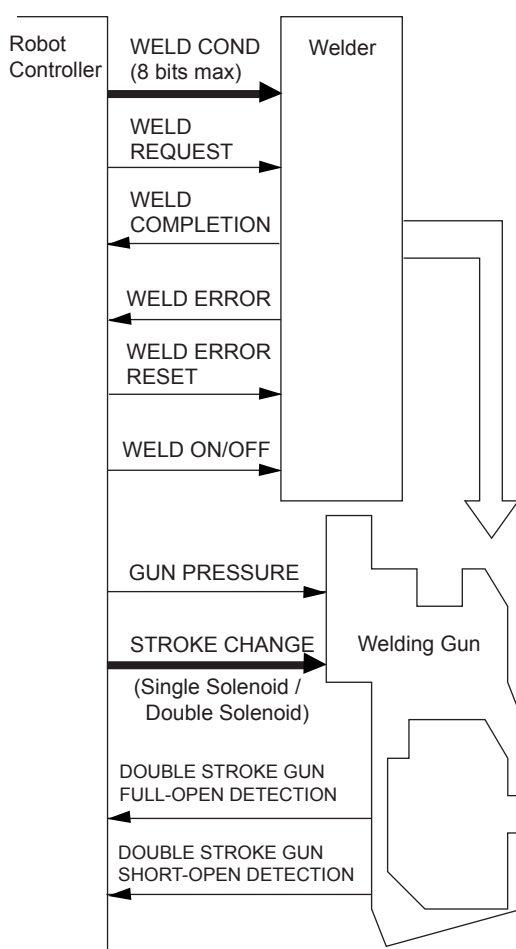 Robot
Controller
WELD COND
(8 bits max)
Welder
WELD
REQUEST
WELD
COMPLETION
WELD ERROR
WELD ERROR
RESET
WELD ON/OFF
GUN PRESSURE
STROKE CHANGE
(Single Solenoid /
Double Solenoid)
Welding Gun
DOUBLE STROKE GUN
FULL-OPEN DETECTION
DOUBLE STROKE GUN
SHORT-OPEN DETECTION